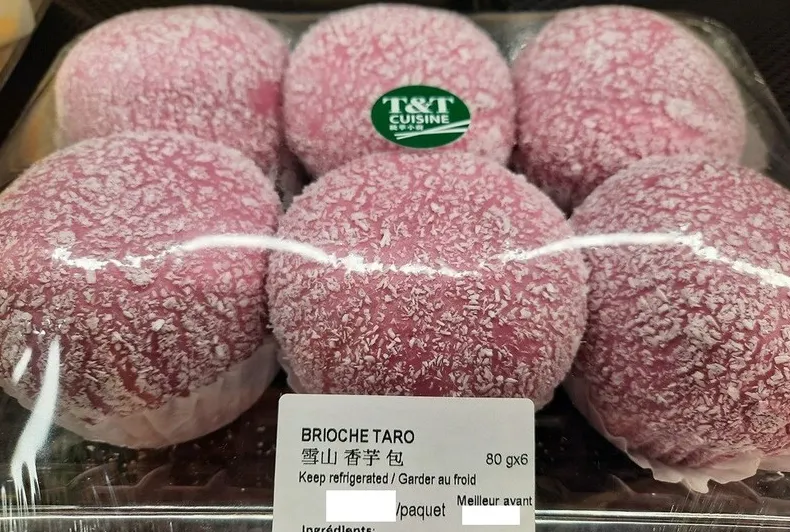 T&T
CUISINE
BRIOCHE TARO
雪山 香芋 包 80 gx6
Keep refrigerated / Garder au froid
/paquet Meilleur avant
Ingrédients: